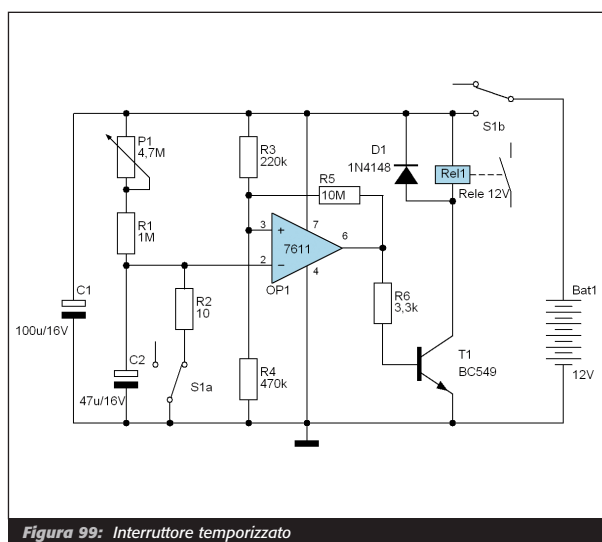 P1
4,7M
R3
220k
D1
1N4148
S1b
R5
10M
Rel1
Rele 12V
R1
1M
3
+
7
7611
6
2
−
4
OP1
C1
100u/16V
R2
10
R6
3,3k
Bat1
C2
47u/16V
S1a
R4
470k
T1
BC549
12V
Figura 99: Interruttore temporizzato